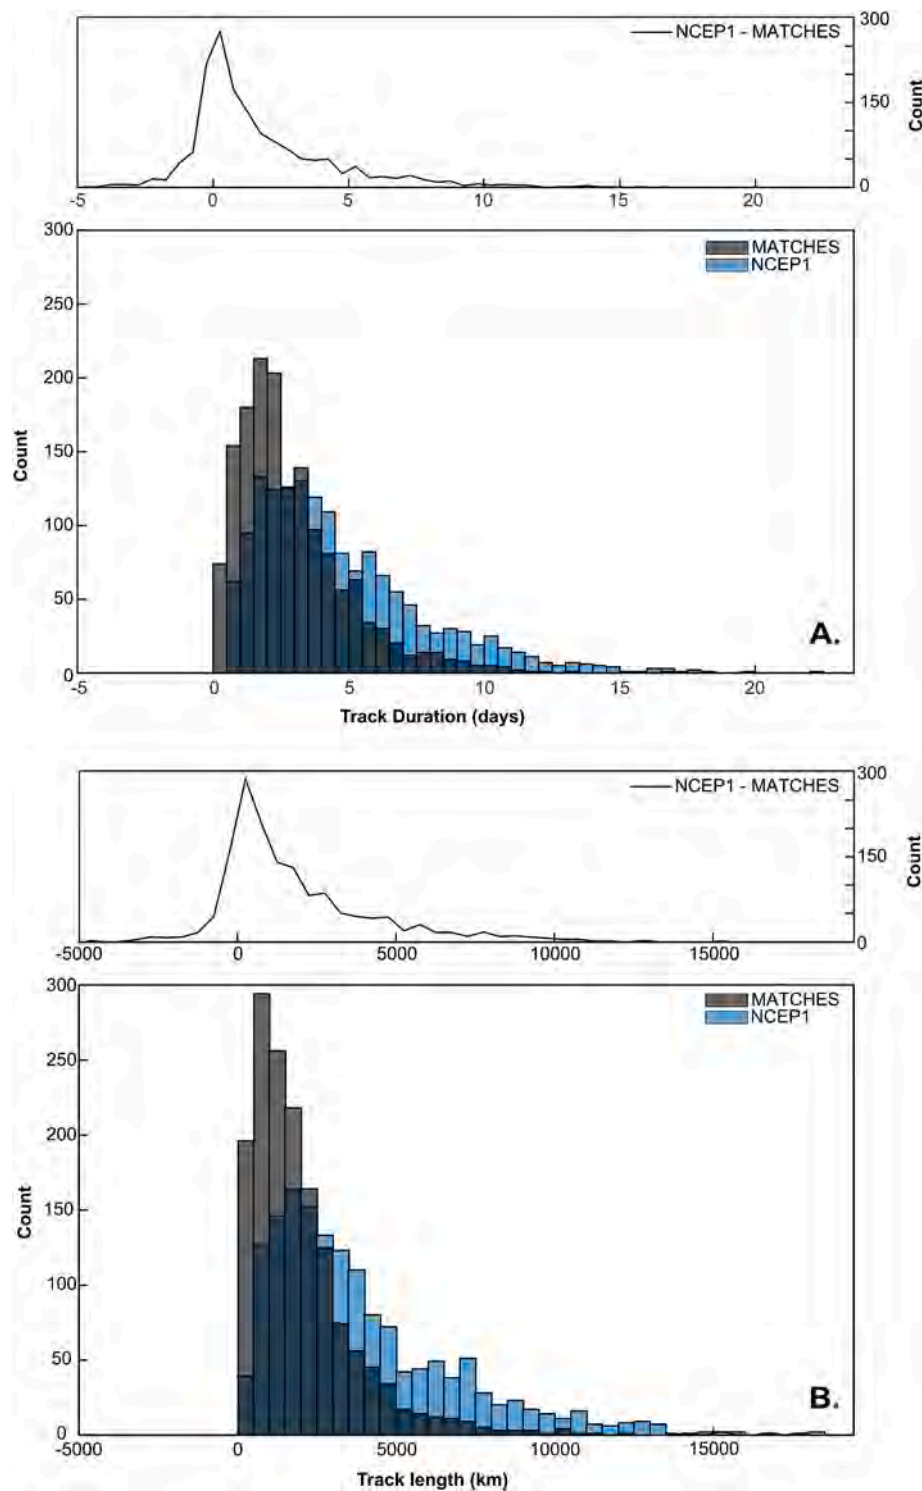 NCEP1 - MATCHES
300
150
0
Count
-5 0 5 10 15 20
300
250
200
150
100
50
0
Count
MATCHES
NCEP1
A.
-5 0 5 10 15 20
Track Duration (days)
NCEP1 - MATCHES
300
150
0
Count
-5000 0 5000 10000 15000
300
250
200
150
100
50
0
Count
MATCHES
NCEP1
B.
-5000 0 5000 10000 15000
Track length (km)